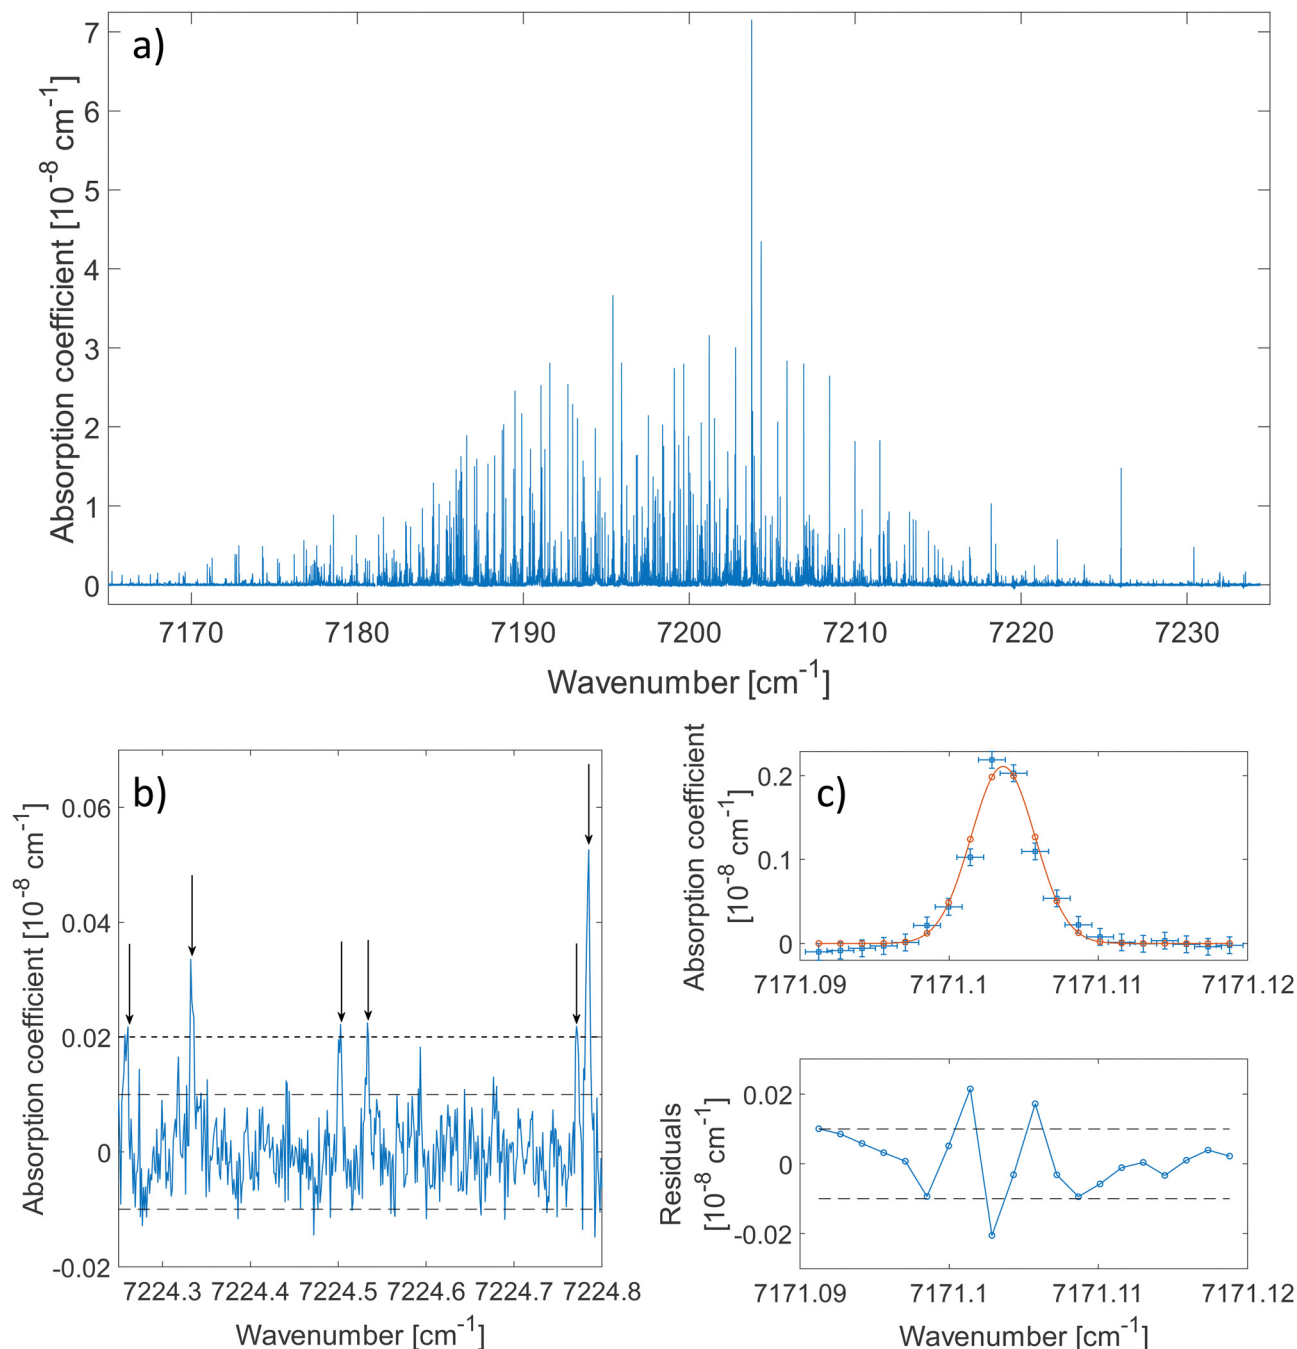 a)
Absorption coefficient [10⁻⁸ cm⁻¹]
7
6
5
4
3
2
1
0
7170 7180 7190 7200 7210 7220 7230
Wavenumber [cm⁻¹]
b)
Absorption coefficient [10⁻⁸ cm⁻¹]
0.06
0.04
0.02
0
-0.02
7224.3 7224.4 7224.5 7224.6 7224.7 7224.8
Wavenumber [cm⁻¹]
c)
Absorption coefficient
[10⁻⁸ cm⁻¹]
0.2
0.1
0
7171.09 7171.1 7171.11 7171.12
Residuals
[10⁻⁸ cm⁻¹]
0.02
0
-0.02
7171.09 7171.1 7171.11 7171.12
Wavenumber [cm⁻¹]